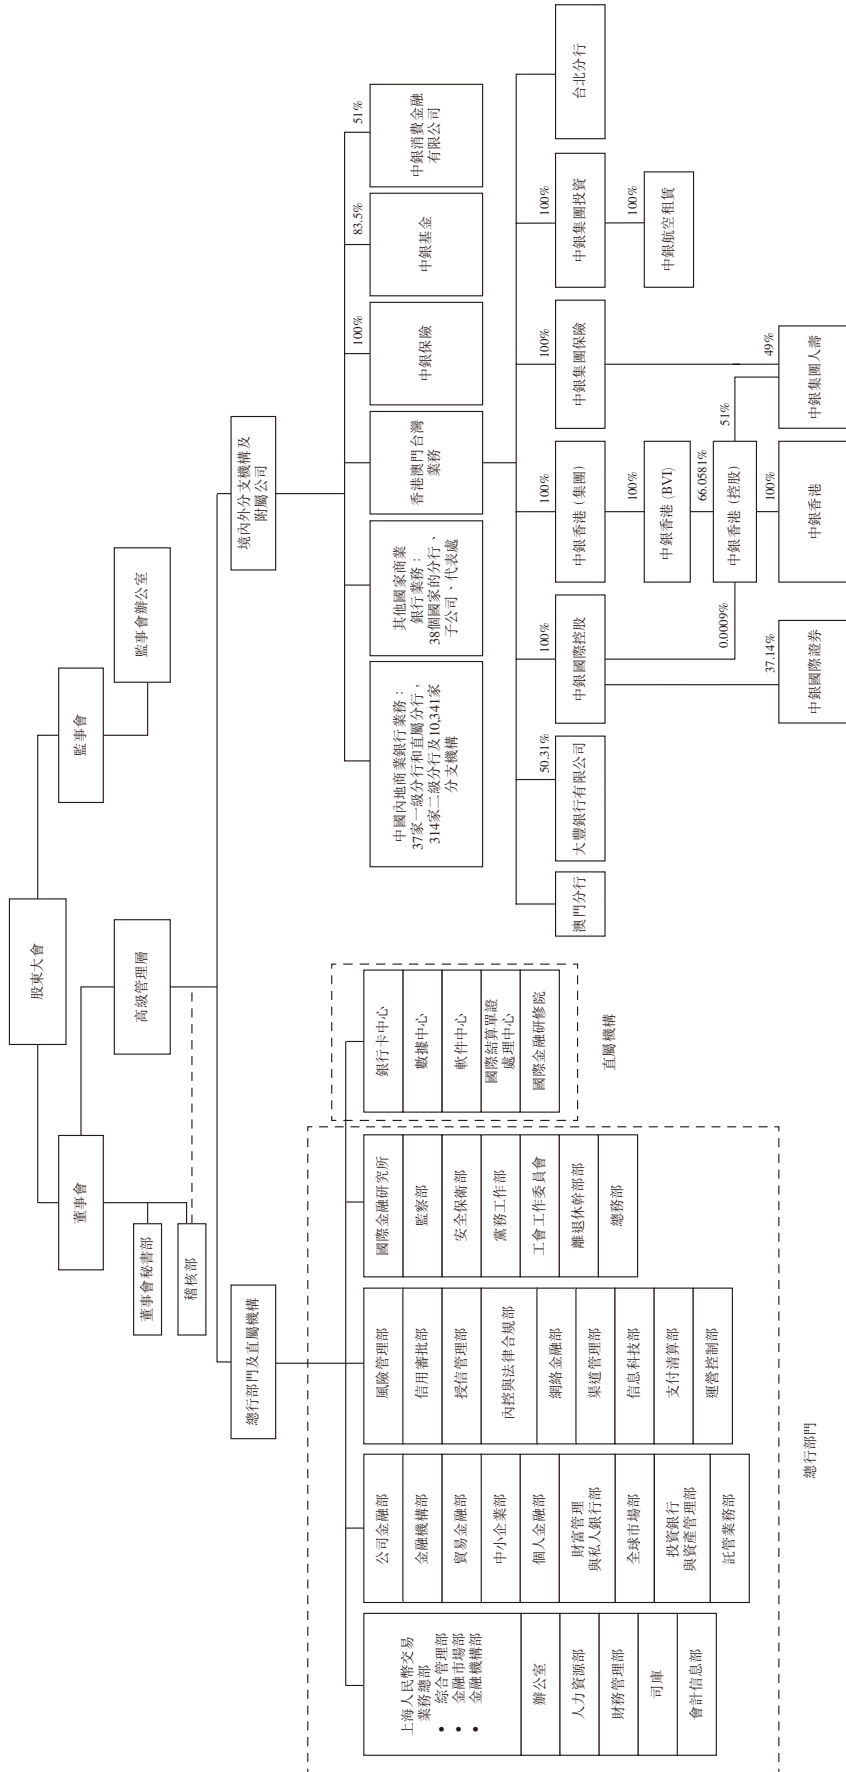 股東大會
董事會
監事會
董事會秘書部
稽核部
高級管理層
監事會辦公室
總行部門及直屬機構
境內外分支機構及
附屬公司
上海人民幣交易
業務總部
• 綜合管理部
• 金融市場部
• 金融機構部
辦公室
人力資源部
財務管理部
司庫
會計信息部
公司金融部
金融機構部
貿易金融部
中小企業部
個人金融部
財富管理
與私人銀行部
全球市場部
投資銀行
與資產管理部
託管業務部
風險管理部
信用審批部
授信管理部
內控與法律合規部
網絡金融部
渠道管理部
信息科技部
支付清算部
運營控制部
國際金融研究所
監察部
安全保衛部
黨務工作部
工會工作委員會
離退休幹部部
總務部
銀行卡中心
數據中心
軟件中心
國際結算單證
處理中心
國際金融研修院
直屬機構
總行部門
中國內地商業銀行業務：
37家一級分行和直屬分行，
314家二級分行及10,341家
分支機構
其他國家商業
銀行業務：
38個國家的分行、
子公司、代表處
香港澳門台灣
業務
100%
中銀保險
83.5%
中銀基金
51%
中銀消費金融
有限公司
澳門分行
50.31%
大豐銀行有限公司
100%
中銀國際控股
100%
中銀香港（集團）
100%
中銀集團保險
100%
中銀集團投資
台北分行
100%
中銀香港 (BVI)
100%
中銀航空租賃
66.0581%
0.0009%
中銀香港（控股）
51%
37.14%
中銀國際證券
100%
中銀香港
49%
中銀集團人壽